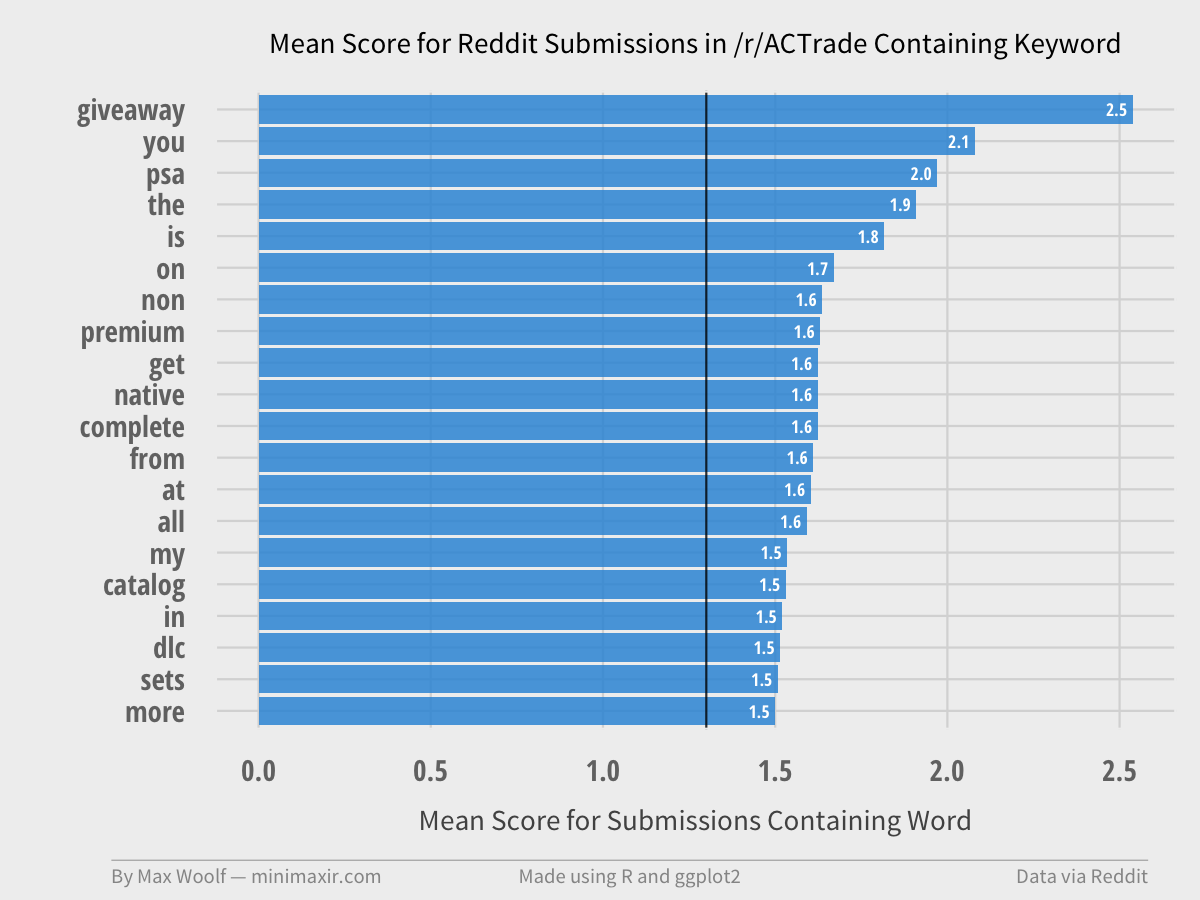 Mean Score for Reddit Submissions in /r/ACTrade Containing Keyword
giveaway 2.5
you 2.1
psa 2.0
the 1.9
is 1.8
on 1.7
non 1.6
premium 1.6
get 1.6
native 1.6
complete 1.6
from 1.6
at 1.6
all 1.6
my 1.5
catalog 1.5
in 1.5
dlc 1.5
sets 1.5
more 1.5
0.0 0.5 1.0 1.5 2.0 2.5
Mean Score for Submissions Containing Word
By Max Woolf — minimaxir.com Made using R and ggplot2 Data via Reddit